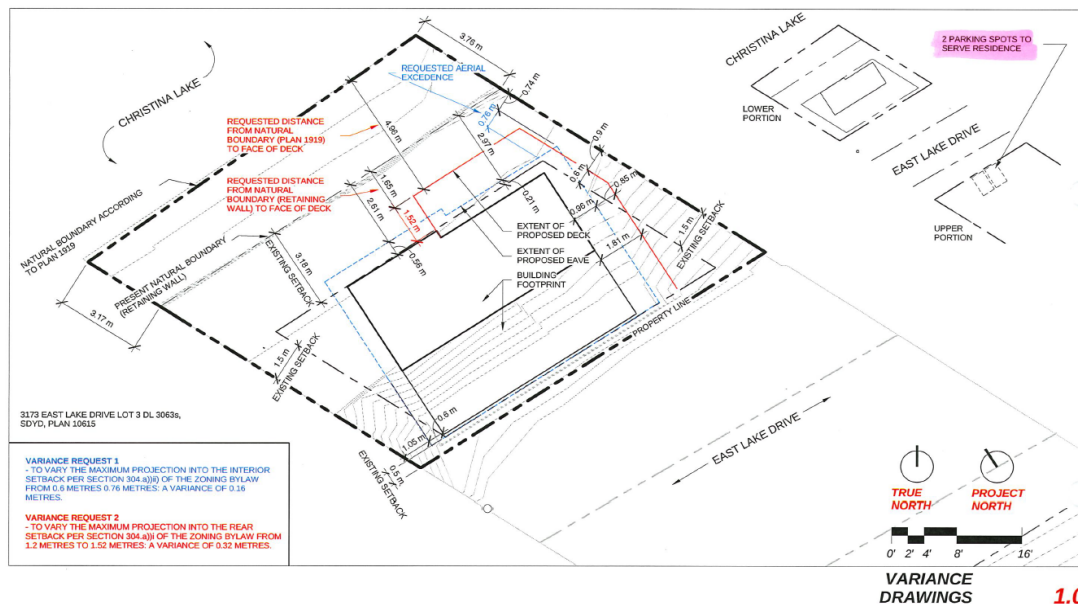 3.76 m
CHRISTINA LAKE
REQUESTED AERIAL
EXCEDENCE
0.74 m
0.76 m
REQUESTED DISTANCE
FROM NATURAL
BOUNDARY (PLAN 1919)
TO FACE OF DECK
4.96 m
2.97 m
0.9 m
REQUESTED DISTANCE
FROM NATURAL
BOUNDARY (RETAINING
WALL) TO FACE OF DECK
1.65 m
2.61 m
1.52 m
0.6 m
0.85 m
0.21 m
0.96 m
1.81 m
1.5 m
EXISTING SETBACK
EXTENT OF
PROPOSED DECK
EXTENT OF
PROPOSED EAVE
BUILDING
FOOTPRINT
0.56 m
NATURAL BOUNDARY ACCORDING
TO PLAN 1919
PRESENT NATURAL BOUNDARY
(RETAINING WALL)
3.18 m
EXISTING SETBACK
3.17 m
1.5 m
EXISTING SETBACK
PROPERTY LINE
0.6 m
1.05 m
0.5 m
EXISTING SETBACK
EAST LAKE DRIVE
CHRISTINA LAKE
LOWER
PORTION
2 PARKING SPOTS TO
SERVE RESIDENCE
EAST LAKE DRIVE
UPPER
PORTION
3173 EAST LAKE DRIVE LOT 3 DL 3063s,
SDYD, PLAN 10615
VARIANCE REQUEST 1
- TO VARY THE MAXIMUM PROJECTION INTO THE INTERIOR
SETBACK PER SECTION 304.a))ii) OF THE ZONING BYLAW
FROM 0.6 METRES 0.76 METRES: A VARIANCE OF 0.16
METRES.
VARIANCE REQUEST 2
- TO VARY THE MAXIMUM PROJECTION INTO THE REAR
SETBACK PER SECTION 304.a))i OF THE ZONING BYLAW FROM
1.2 METRES TO 1.52 METRES: A VARIANCE OF 0.32 METRES.
TRUE
NORTH
PROJECT
NORTH
0' 2' 4' 8' 16'
VARIANCE
DRAWINGS
1.0